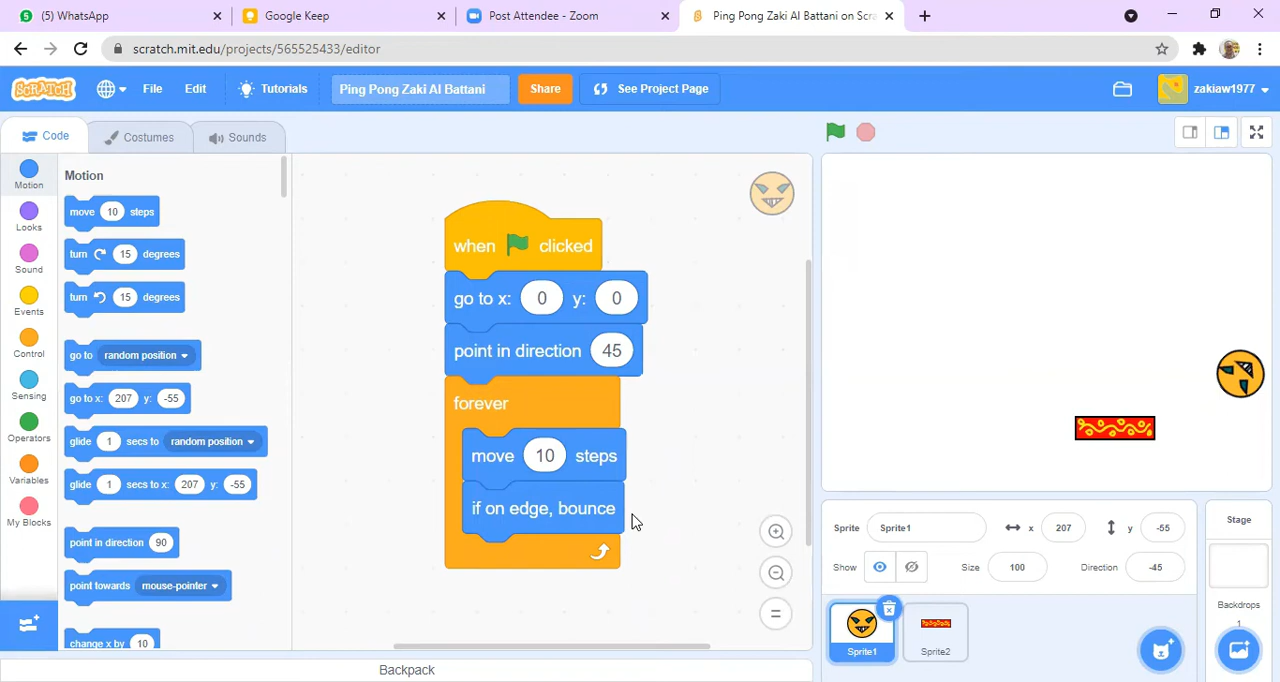 (5) WhatsApp
Google Keep
Post Attendee - Zoom
Ping Pong Zaki Al Battani on Scra
scratch.mit.edu/projects/565525433/editor
SCRATCH
File
Edit
Tutorials
Ping Pong Zaki Al Battani
Share
See Project Page
zakiaw1977
Code
Costumes
Sounds
Motion
Looks
Sound
Events
Control
Sensing
Operators
Variables
My Blocks
Motion
move 10 steps
turn 15 degrees
turn 15 degrees
go to random position
go to x: 207 y: -55
glide 1 secs to random position
glide 1 secs to x: 207 y: -55
point in direction 90
point towards mouse-pointer
change x by 10
when clicked
go to x: 0 y: 0
point in direction 45
forever
move 10 steps
if on edge, bounce
Backpack
Sprite Sprite1 x 207 y -55
Show Size 100 Direction -45
Sprite1
Sprite2
Stage
Backdrops
1